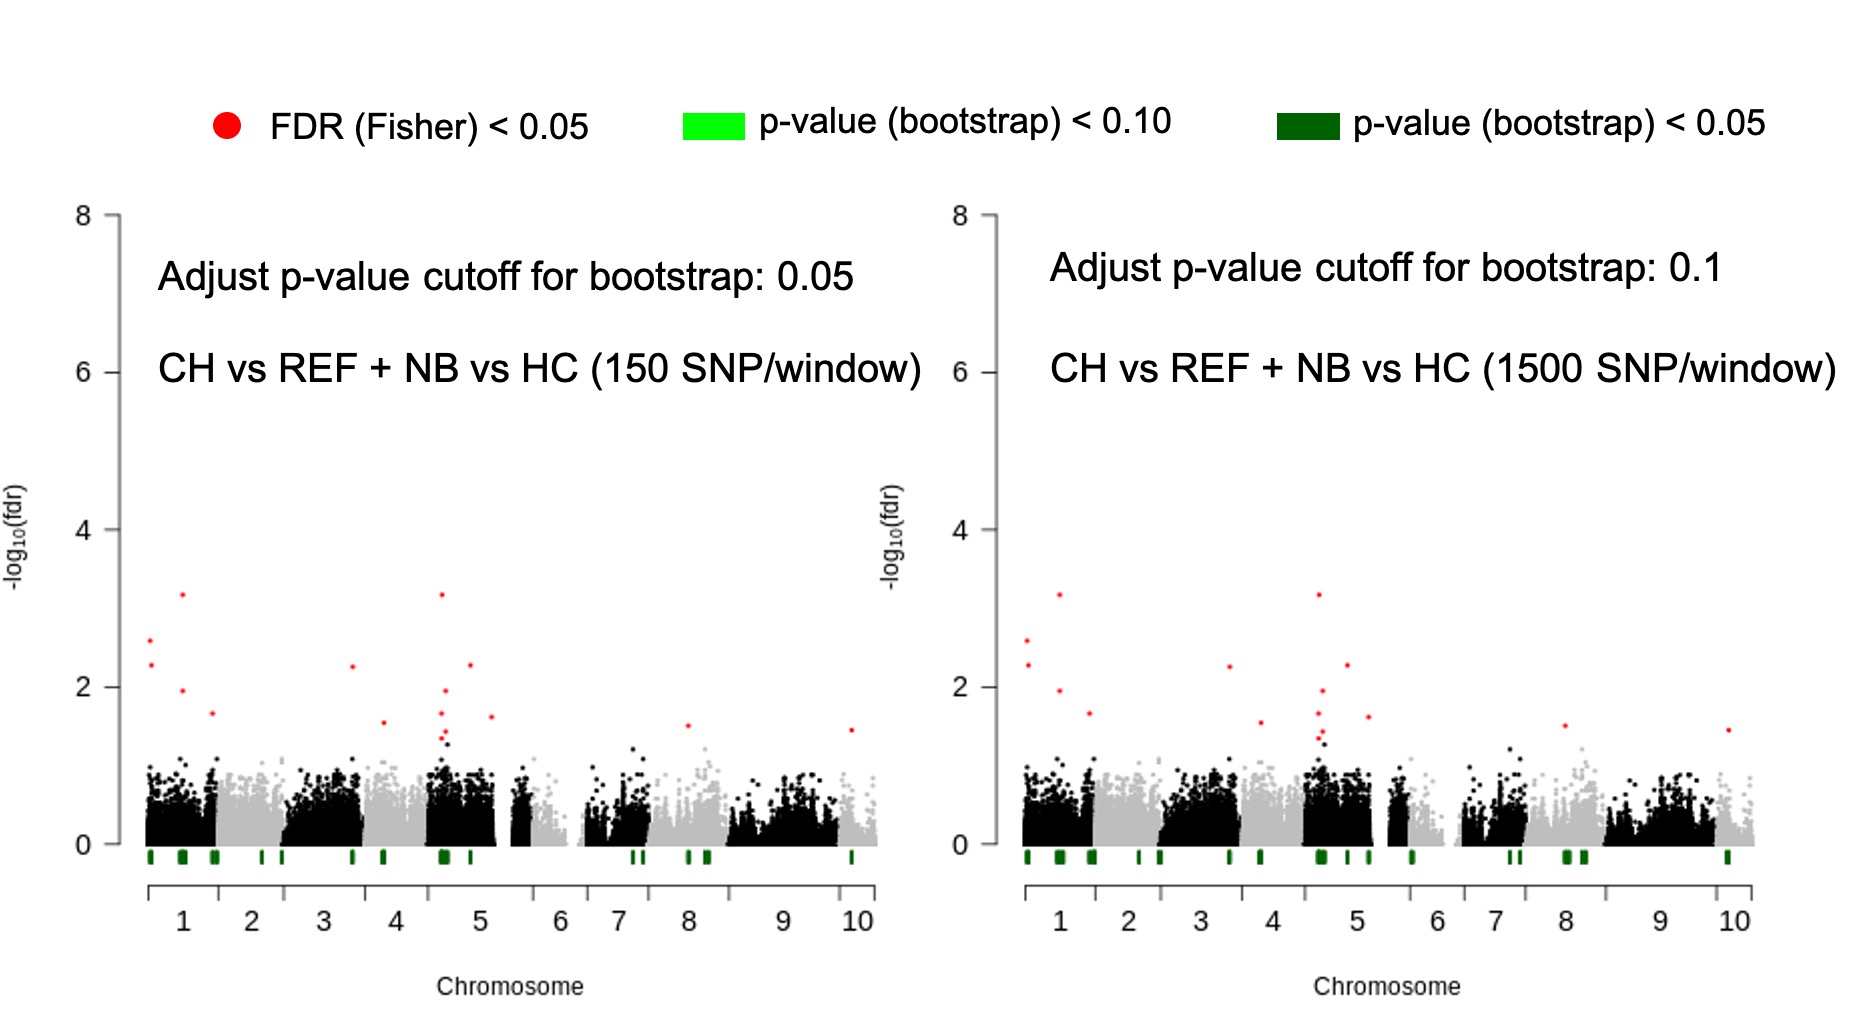 FDR (Fisher) < 0.05
p-value (bootstrap) < 0.10
p-value (bootstrap) < 0.05
8
6
4
2
0
-log10(fdr)
Adjust p-value cutoff for bootstrap: 0.05
CH vs REF + NB vs HC (150 SNP/window)
1 2 3 4 5 6 7 8 9 10
Chromosome
8
6
4
2
0
-log10(fdr)
Adjust p-value cutoff for bootstrap: 0.1
CH vs REF + NB vs HC (1500 SNP/window)
1 2 3 4 5 6 7 8 9 10
Chromosome